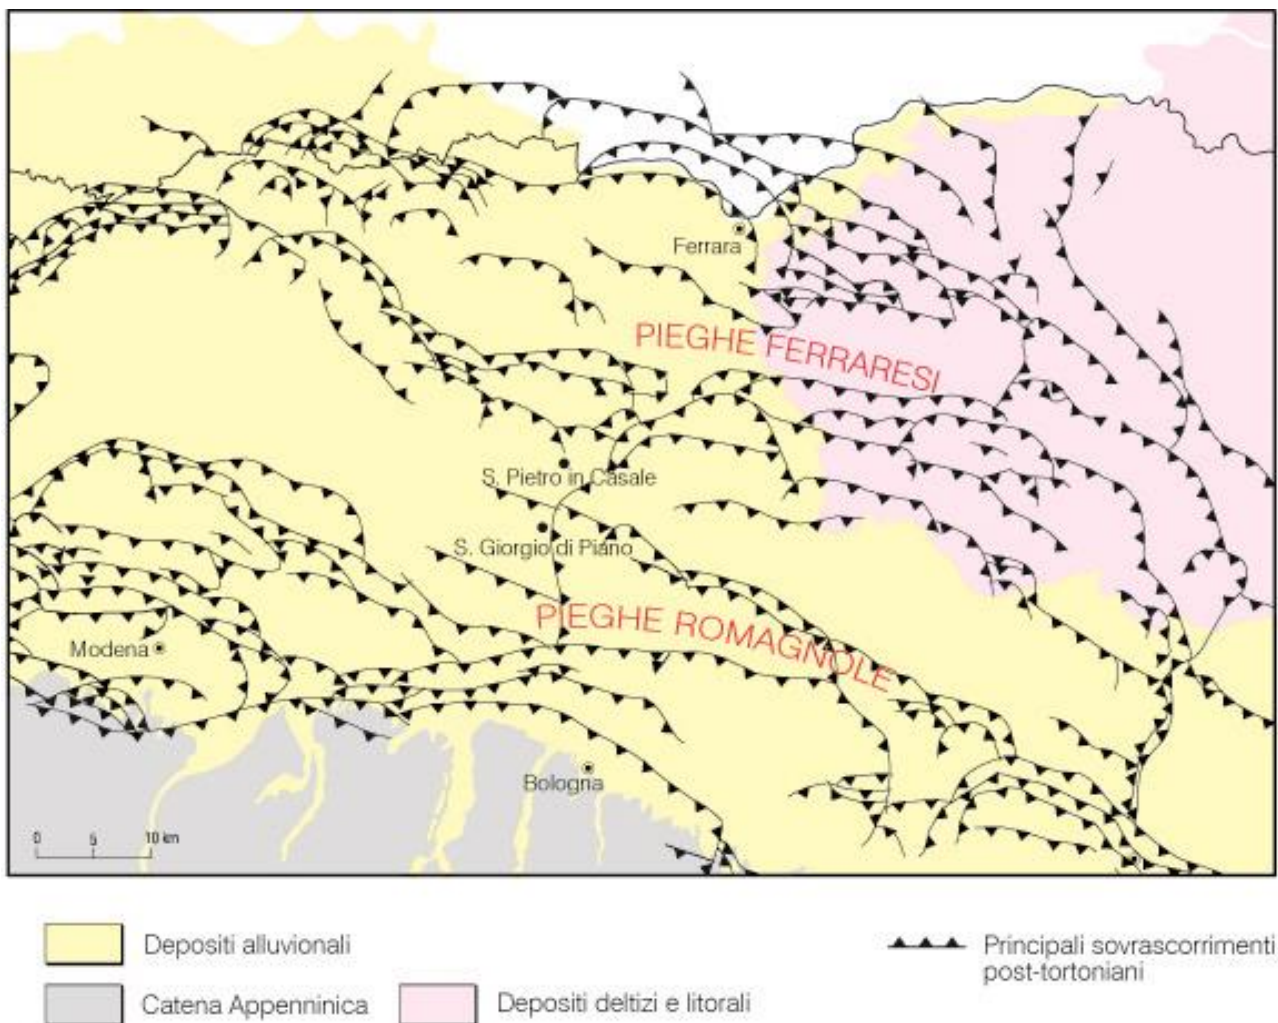 Ferrara
PIEGHE FERRARESI
S. Pietro in Casale
S. Giorgio di Piano
PIEGHE ROMAGNOLE
Modena
Bologna
0 5 10 km
Depositi alluvionali
Principali sovrascorrimenti
post-tortoniani
Catena Appenninica
Depositi deltizi e litorali